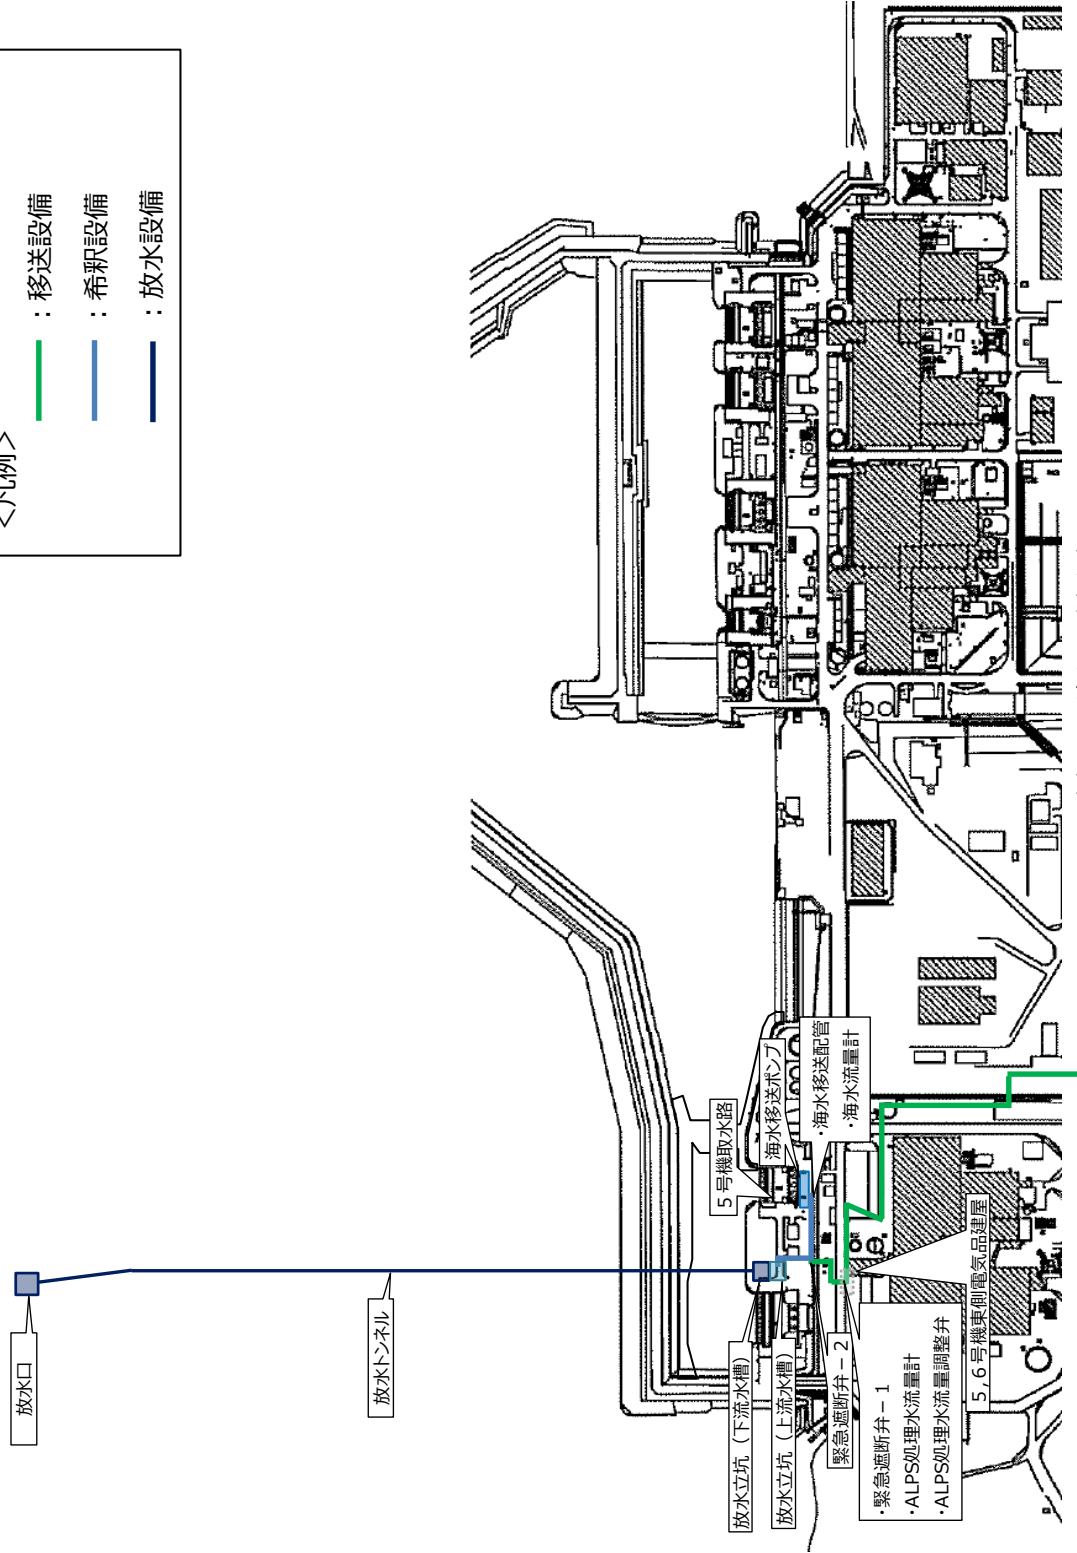 <凡例>
：移送設備
：希釈設備
：放水設備
放水口
放水トンネル
5号機取水路
海水移送ポンプ
・海水移送配管
・海水流量計
放水立坑（下流水槽）
放水立坑（上流水槽）
緊急遮断弁－2
・緊急遮断弁－1
・ALPS処理水流量計
・ALPS処理水流量調整弁
5,6号機東側電気品建屋